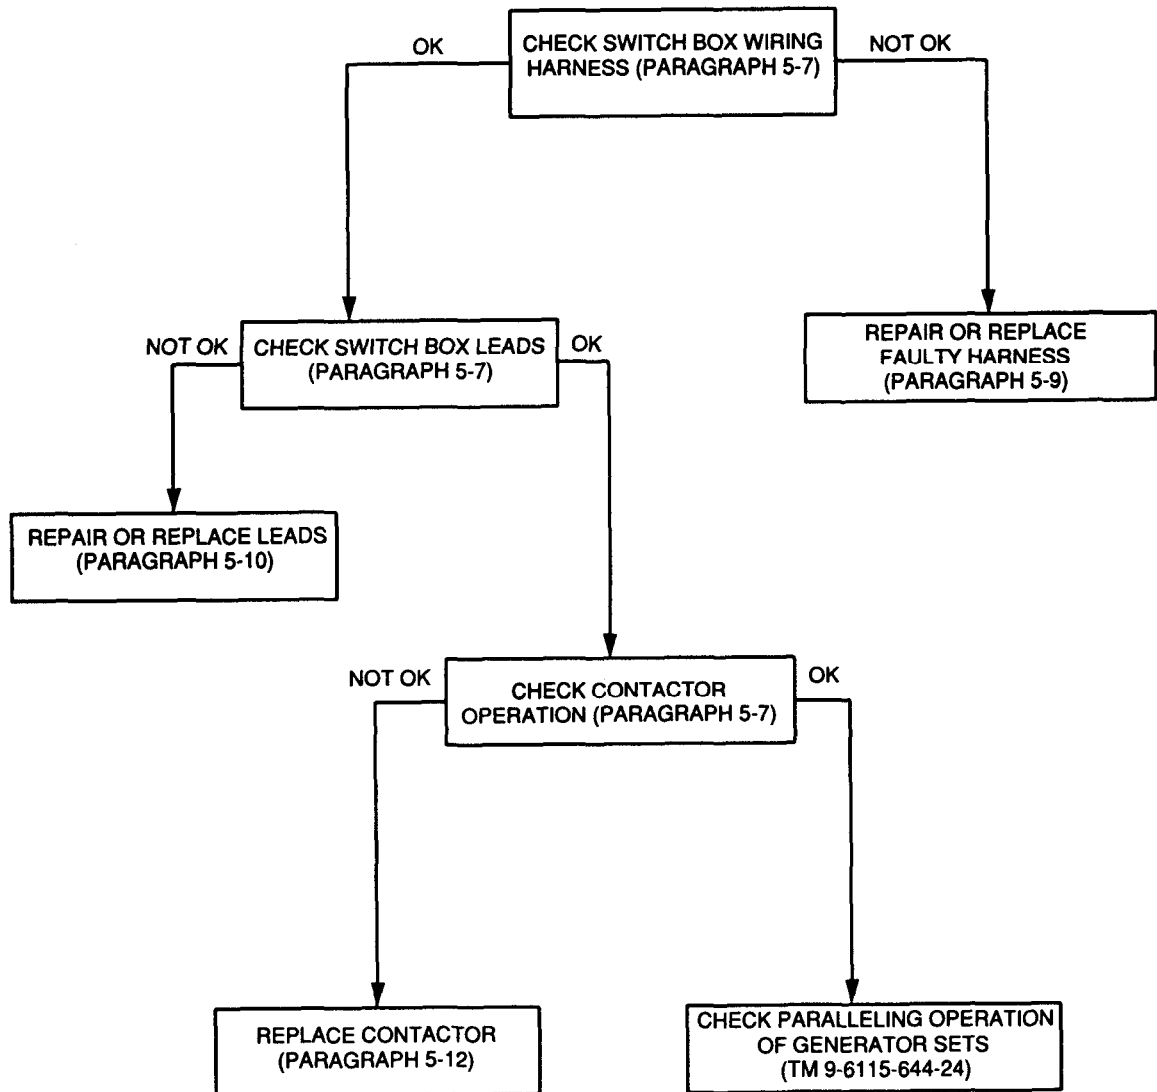 OK
CHECK SWITCH BOX WIRING
HARNESS (PARAGRAPH 5-7)
NOT OK
NOT OK
CHECK SWITCH BOX LEADS
(PARAGRAPH 5-7)
OK
REPAIR OR REPLACE
FAULTY HARNESS
(PARAGRAPH 5-9)
REPAIR OR REPLACE LEADS
(PARAGRAPH 5-10)
NOT OK
CHECK CONTACTOR
OPERATION (PARAGRAPH 5-7)
OK
REPLACE CONTACTOR
(PARAGRAPH 5-12)
CHECK PARALLELING OPERATION
OF GENERATOR SETS
(TM 9-6115-644-24)